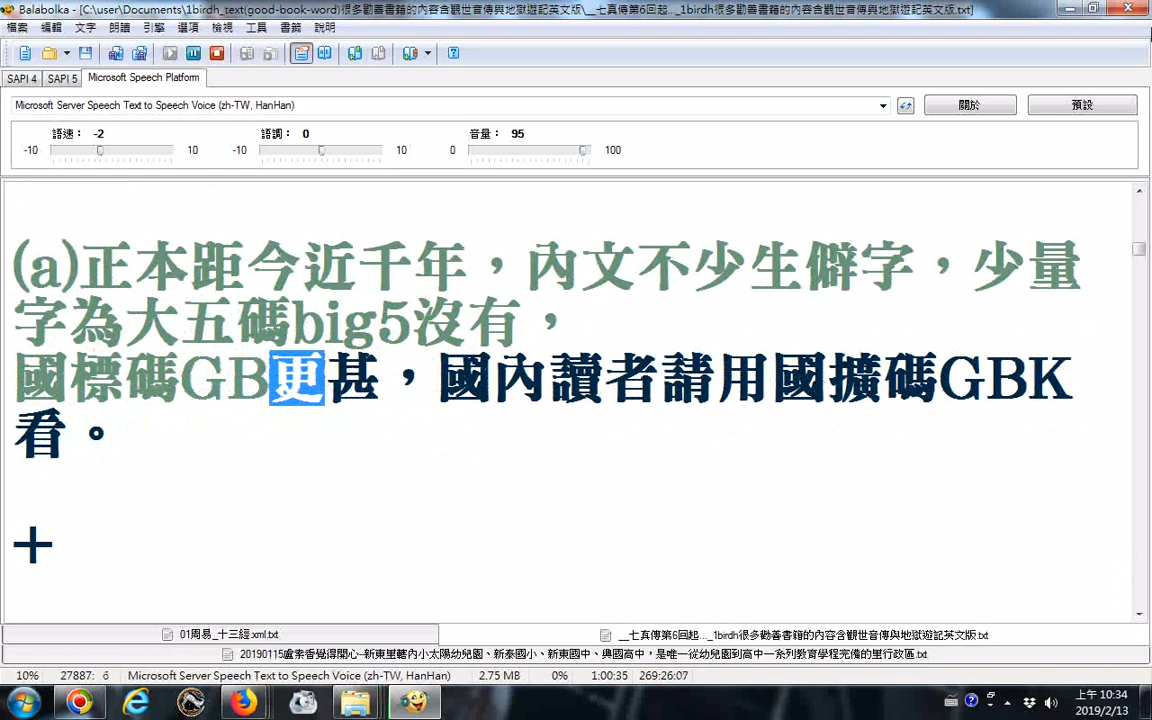 Balabolka - [C:\user\Documents\1birdh_text(good-book-word)很多勸善書籍的內容含觀世音傳與地獄遊記英文版\__七真傳第6回起..._1birdh很多勸善書籍的內容含觀世音傳與地獄遊記英文版.txt]
檔案 編輯 文字 朗讀 引擎 選項 檢視 工具 書籤 說明
SAPI 4 SAPI 5 Microsoft Speech Platform
Microsoft Server Speech Text to Speech Voice (zh-TW, HanHan) 關於 預設
語速： -2 語調： 0 音量： 95
-10 10 -10 10 0 100
(a)正本距今近千年，內文不少生僻字，少量
字為大五碼big5沒有，
國標碼GB更甚，國內讀者請用國擴碼GBK
看。
十
01周易_十三經.xml.txt __七真傳第6回起..._1birdh很多勸善書籍的內容含觀世音傳與地獄遊記英文版.txt
20190115盧素香覺得開心--新東里轄內小太陽幼兒園、新泰國小、新東國中、興國高中，是唯一從幼兒園到高中一系列教育學程完備的里行政區.txt
10% 27887: 6 Microsoft Server Speech Text to Speech Voice (zh-TW, HanHan) 2.75 MB 0% 1:00:35 269:26:07
上午 10:34
2019/2/13